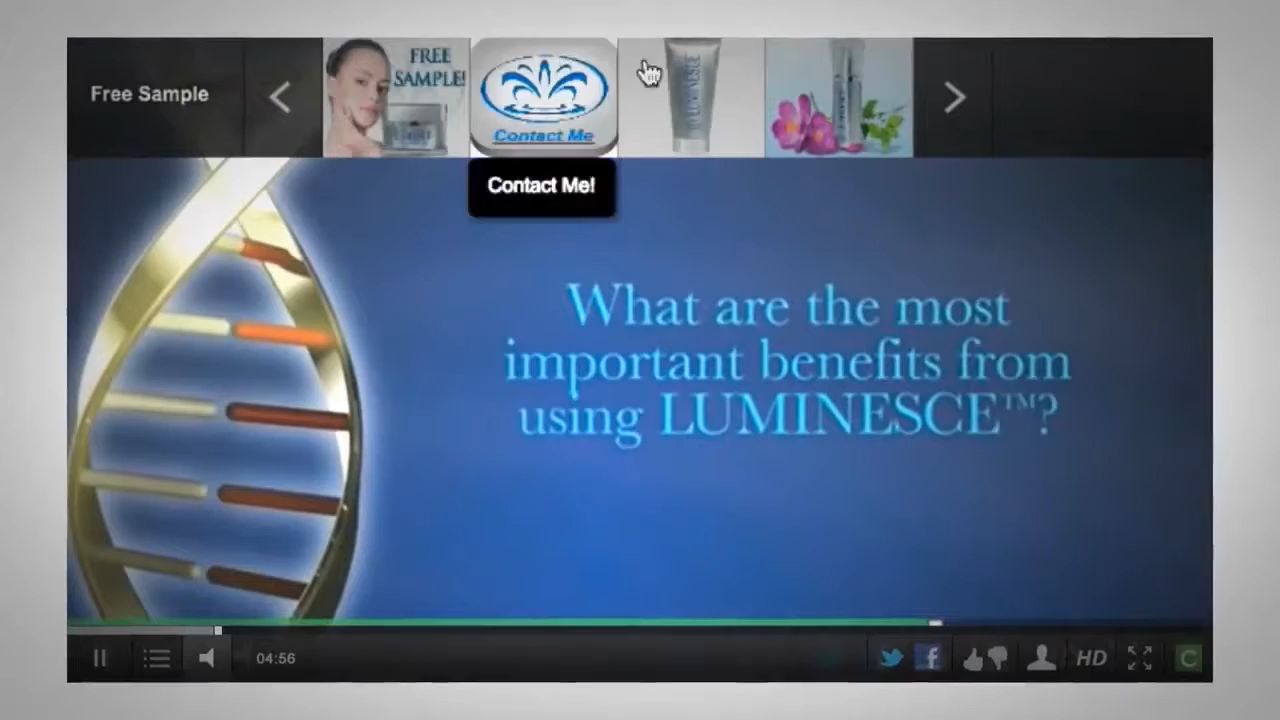 Free Sample
FREE
SAMPLE!
Contact Me
LUMINESCE
Contact Me!
What are the most
important benefits from
using LUMINESCE™?
04:56
HD